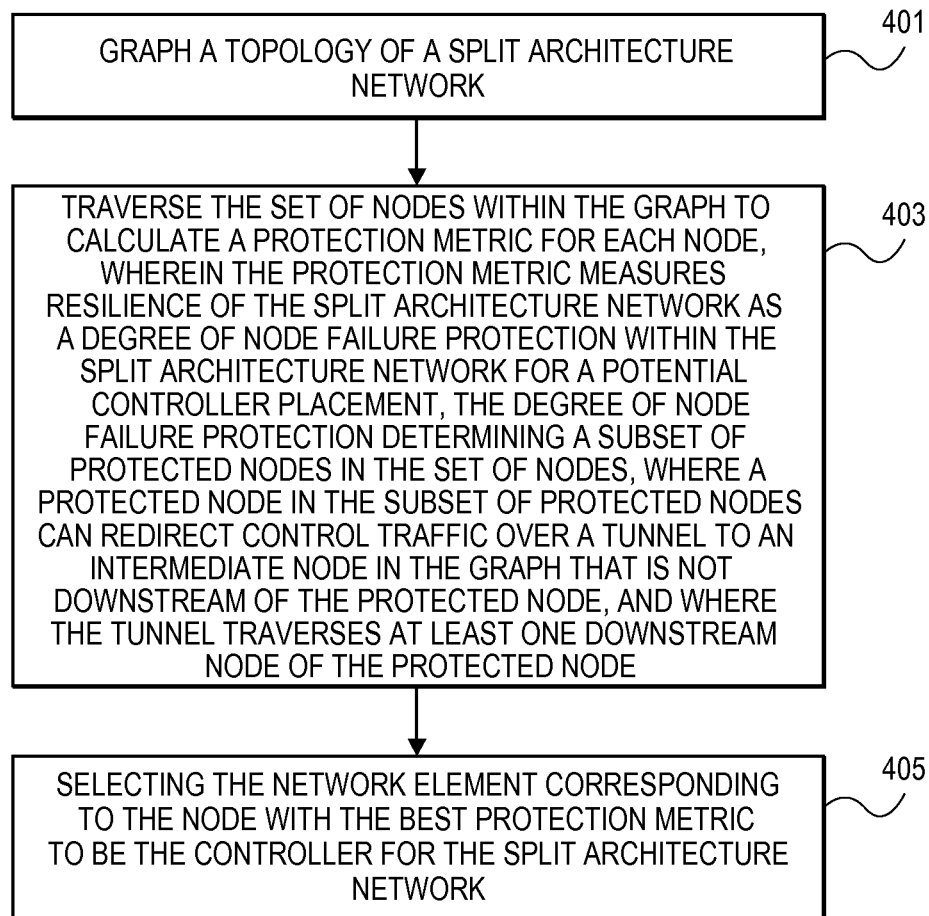 GRAPH A TOPOLOGY OF A SPLIT ARCHITECTURE
NETWORK
401
TRAVERSE THE SET OF NODES WITHIN THE GRAPH TO
CALCULATE A PROTECTION METRIC FOR EACH NODE,
WHEREIN THE PROTECTION METRIC MEASURES
RESILIENCE OF THE SPLIT ARCHITECTURE NETWORK AS
A DEGREE OF NODE FAILURE PROTECTION WITHIN THE
SPLIT ARCHITECTURE NETWORK FOR A POTENTIAL
CONTROLLER PLACEMENT, THE DEGREE OF NODE
FAILURE PROTECTION DETERMINING A SUBSET OF
PROTECTED NODES IN THE SET OF NODES, WHERE A
PROTECTED NODE IN THE SUBSET OF PROTECTED NODES
CAN REDIRECT CONTROL TRAFFIC OVER A TUNNEL TO AN
INTERMEDIATE NODE IN THE GRAPH THAT IS NOT
DOWNSTREAM OF THE PROTECTED NODE, AND WHERE
THE TUNNEL TRAVERSES AT LEAST ONE DOWNSTREAM
NODE OF THE PROTECTED NODE
403
SELECTING THE NETWORK ELEMENT CORRESPONDING
TO THE NODE WITH THE BEST PROTECTION METRIC
TO BE THE CONTROLLER FOR THE SPLIT ARCHITECTURE
NETWORK
405